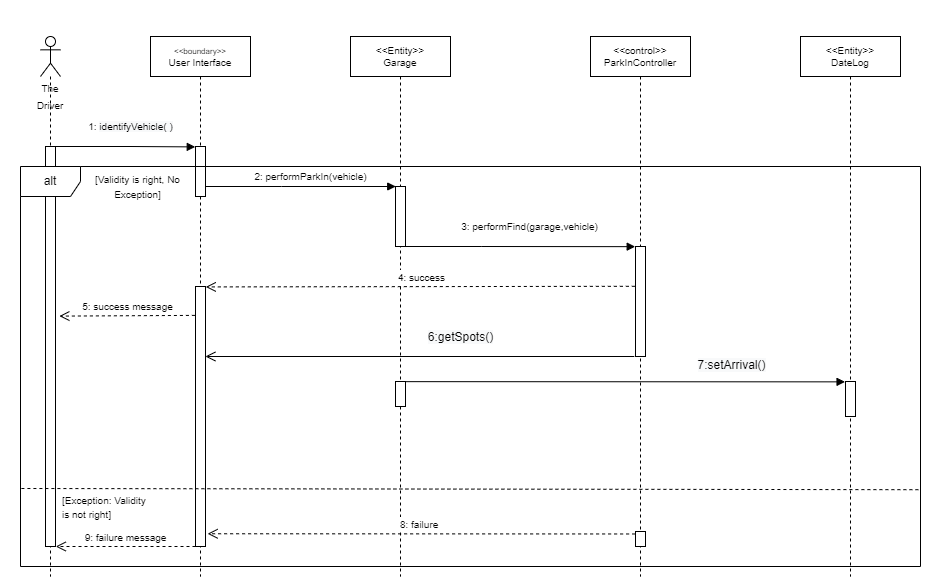 <<boundary>>
User Interface
<<Entity>>
Garage
<<control>>
ParkInController
<<Entity>>
DateLog
The
Driver
1: identifyVehicle( )
alt
[Validity is right, No
Exception]
2: performParkIn(vehicle)
3: performFind(garage,vehicle)
4: success
5: success message
6:getSpots()
7:setArrival()
[Exception: Validity
is not right]
8: failure
9: failure message